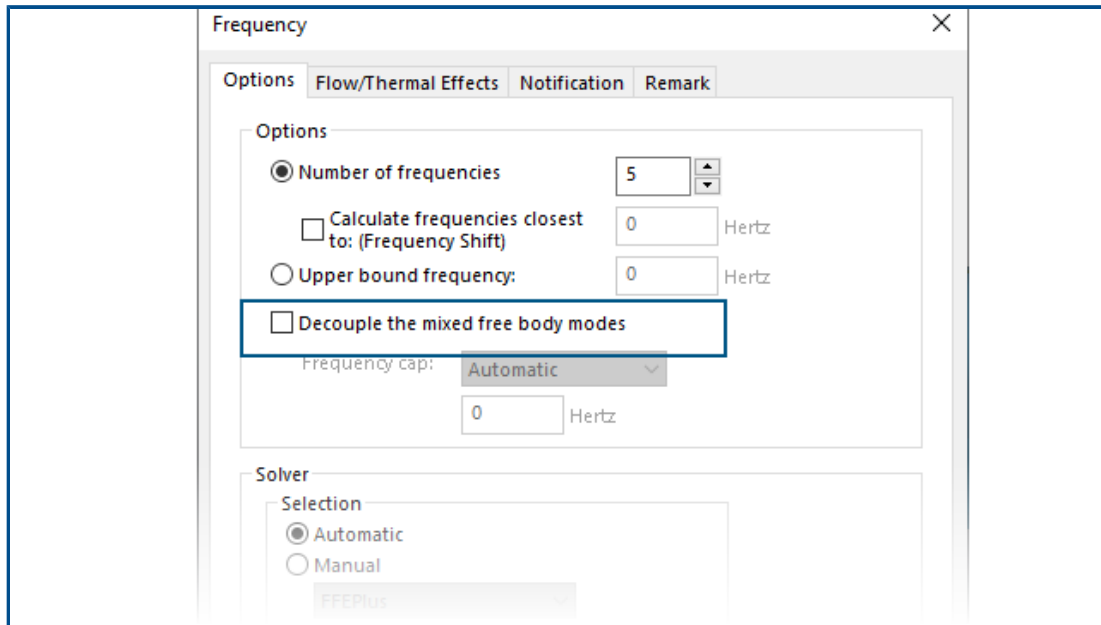 Frequency
Options Flow/Thermal Effects Notification Remark
Options
Number of frequencies 5
Calculate frequencies closest 0 Hertz
to: (Frequency Shift)
Upper bound frequency: 0 Hertz
Decouple the mixed free body modes
Frequency cap: Automatic
0 Hertz
Solver
Selection
Automatic
Manual
FFEPlus